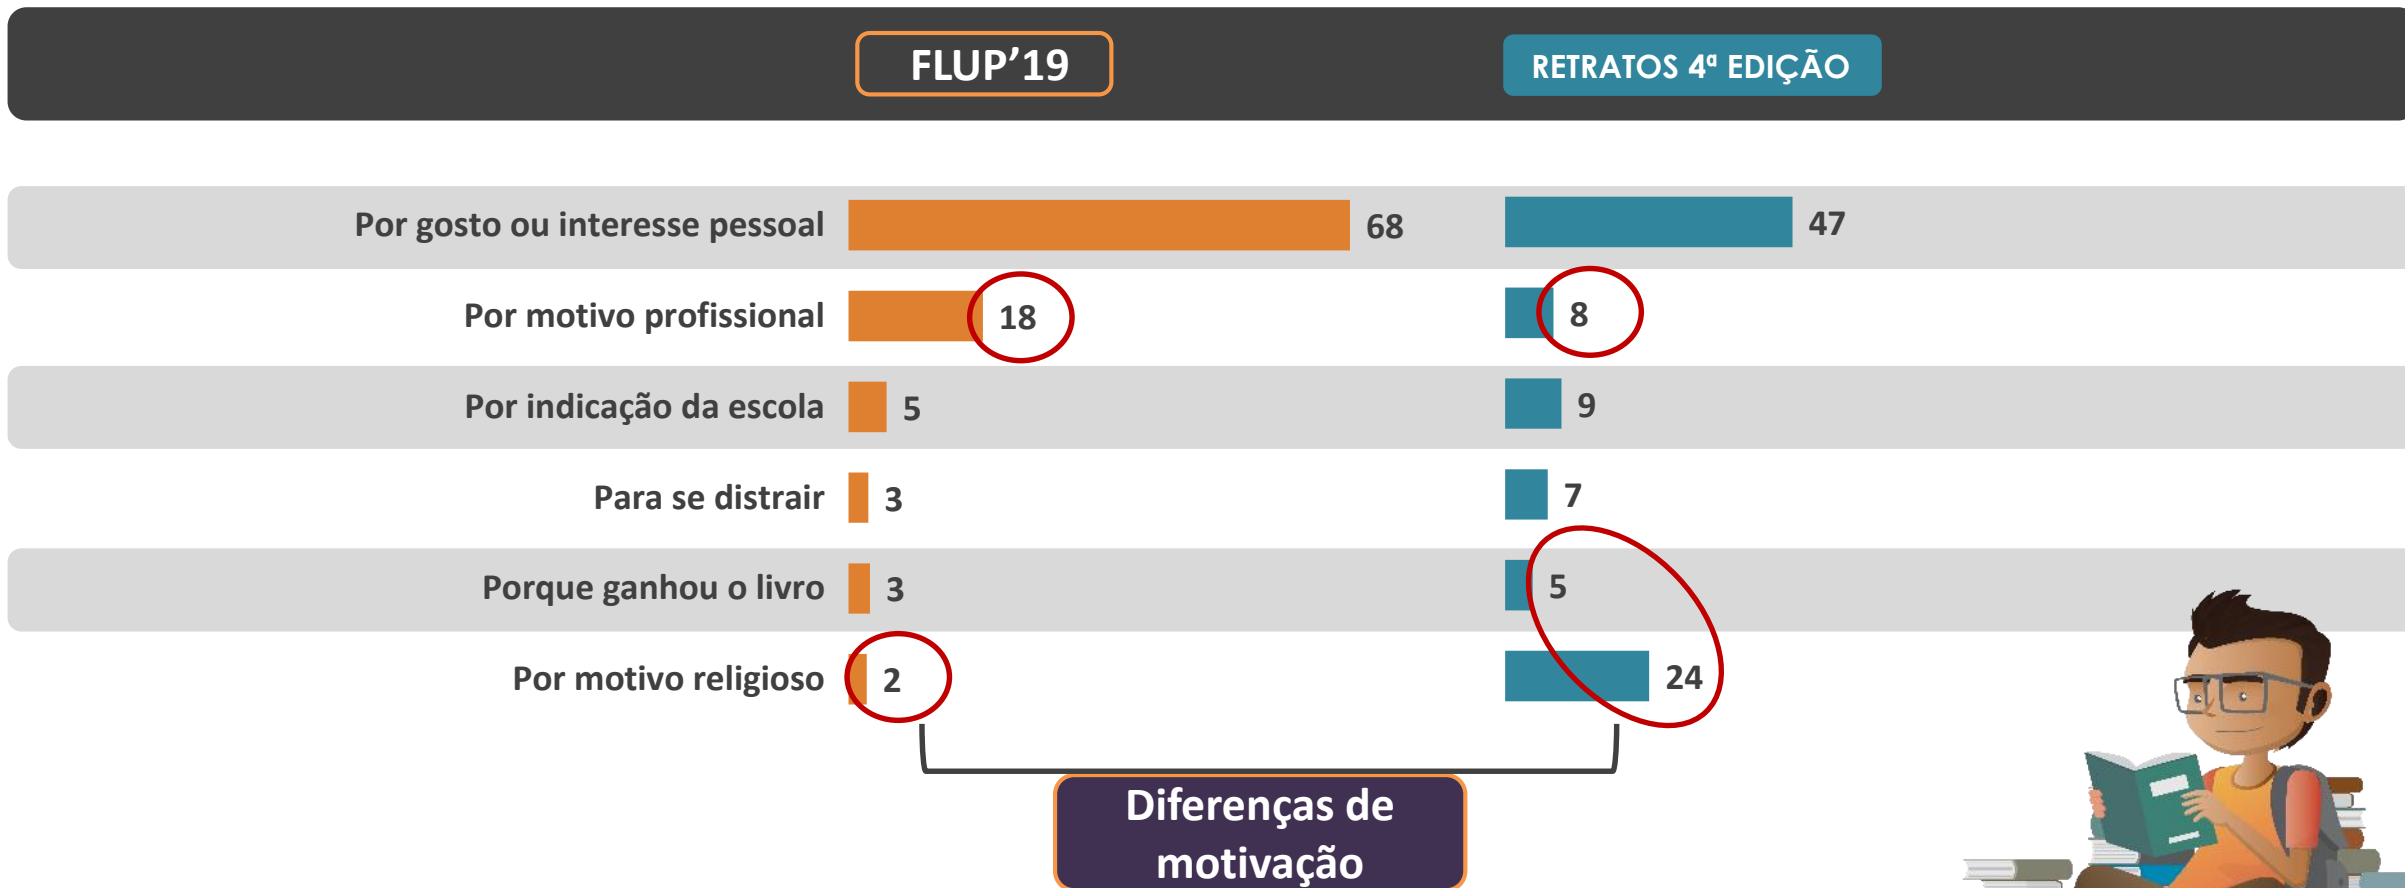 FLUP’19
RETRATOS 4ª EDIÇÃO
Por gosto ou interesse pessoal 68 47
Por motivo profissional 18 8
Por indicação da escola 5 9
Para se distrair 3 7
Porque ganhou o livro 3 5
Por motivo religioso 2 24
Diferenças de
motivação